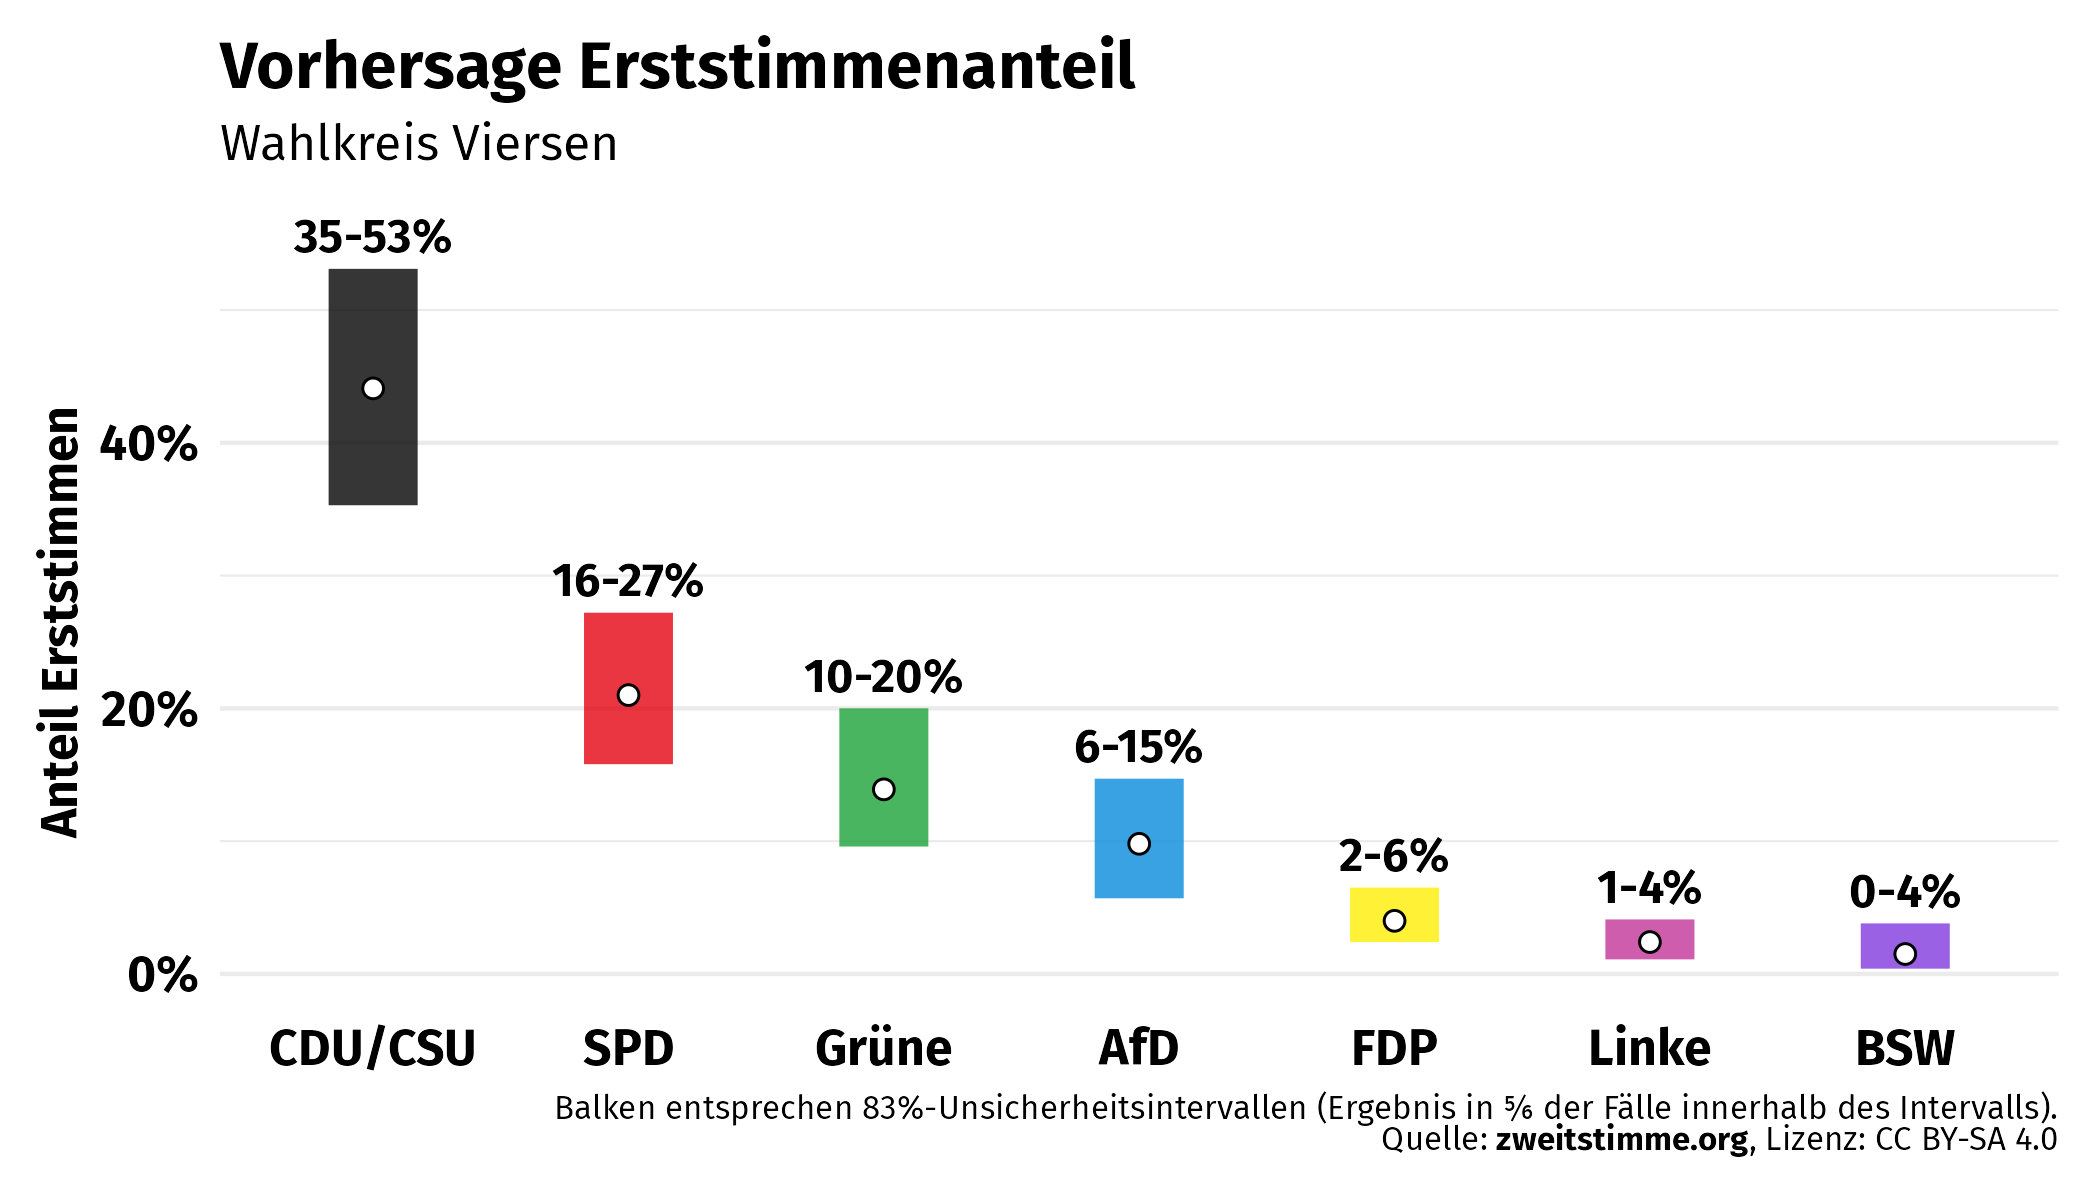 Vorhersage Erststimmenanteil
Wahlkreis Viersen
Anteil Erststimmen
40%
20%
0%
35-53%
16-27%
10-20%
6-15%
2-6%
1-4%
0-4%
CDU/CSU SPD Grüne AfD FDP Linke BSW
Balken entsprechen 83%-Unsicherheitsintervallen (Ergebnis in ⅚ der Fälle innerhalb des Intervalls).
Quelle: zweitstimme.org, Lizenz: CC BY-SA 4.0